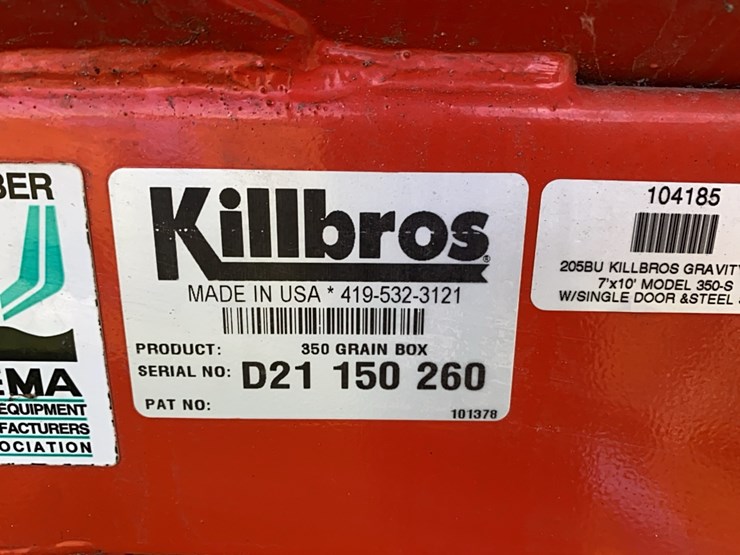 BER
EMA
EQUIPMENT
FACTURERS
OCIATION
Killbros®
MADE IN USA * 419-532-3121
PRODUCT: 350 GRAIN BOX
SERIAL NO: D21 150 260
PAT NO:
101378
104185
205BU KILLBROS GRAVITY
7'x10' MODEL 350-S
W/SINGLE DOOR &STEEL